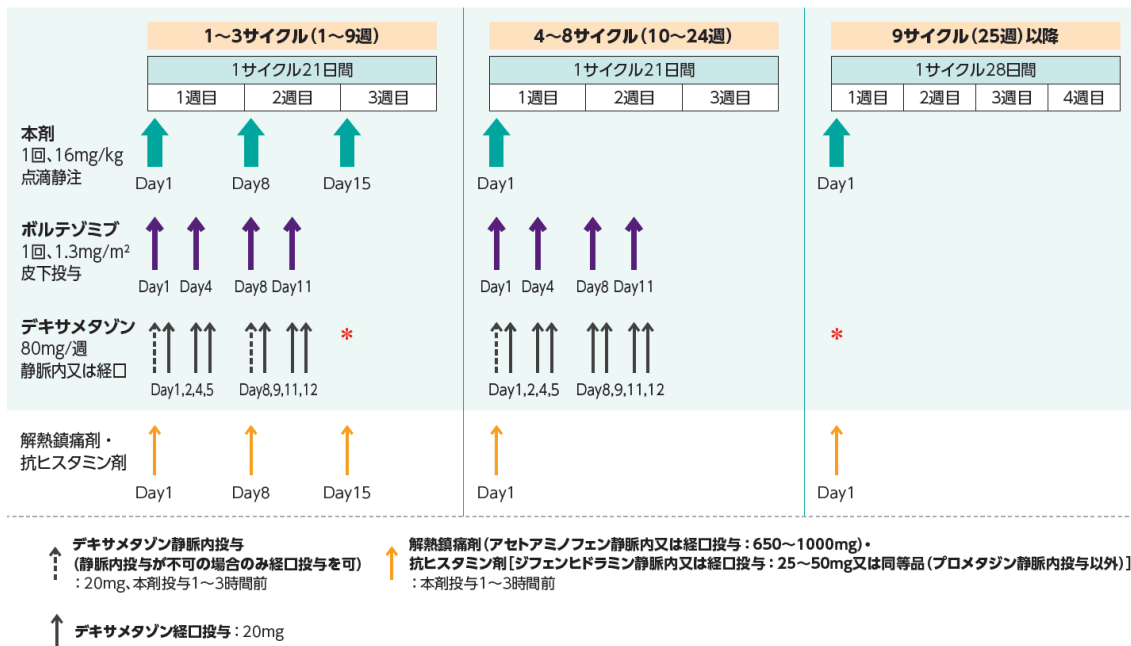 1～3サイクル（1～9週）
4～8サイクル（10～24週）
9サイクル（25週）以降
1サイクル21日間
1サイクル21日間
1サイクル28日間
1週目 2週目 3週目
1週目 2週目 3週目
1週目 2週目 3週目 4週目
本剤
1回、16mg/kg
点滴静注
Day1 Day8 Day15
Day1
Day1
ボルテゾミブ
1回、1.3mg/m²
皮下投与
Day1 Day4 Day8 Day11
Day1 Day4 Day8 Day11
デキサメタゾン
80mg/週
静脈内又は経口
*
*
Day1,2,4,5 Day8,9,11,12
Day1,2,4,5 Day8,9,11,12
解熱鎮痛剤・
抗ヒスタミン剤
Day1 Day8 Day15
Day1
Day1
デキサメタゾン静脈内投与
（静脈内投与が不可の場合のみ経口投与を可）
：20mg、本剤投与1～3時間前
デキサメタゾン経口投与：20mg
解熱鎮痛剤（アセトアミノフェン静脈内又は経口投与：650～1000mg）・
抗ヒスタミン剤［ジフェンヒドラミン静脈内又は経口投与：25～50mg又は同等品（プロメタジン静脈内投与以外）］
：本剤投与1～3時間前